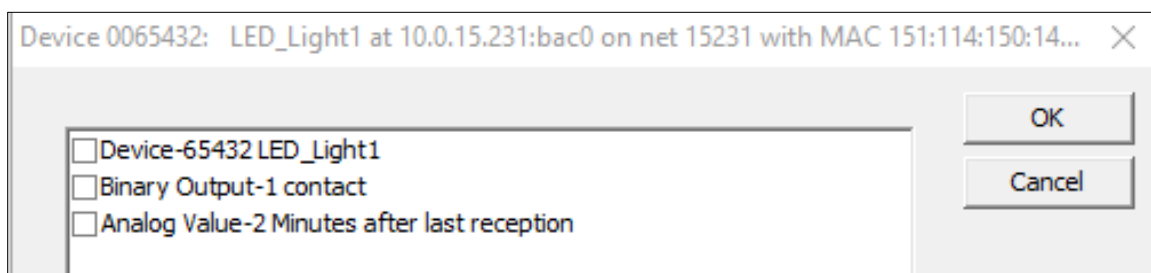 Device 0065432: LED_Light1 at 10.0.15.231:bac0 on net 15231 with MAC 151:114:150:14...
OK
Device-65432 LED_Light1
Binary Output-1 contact
Cancel
Analog Value-2 Minutes after last reception